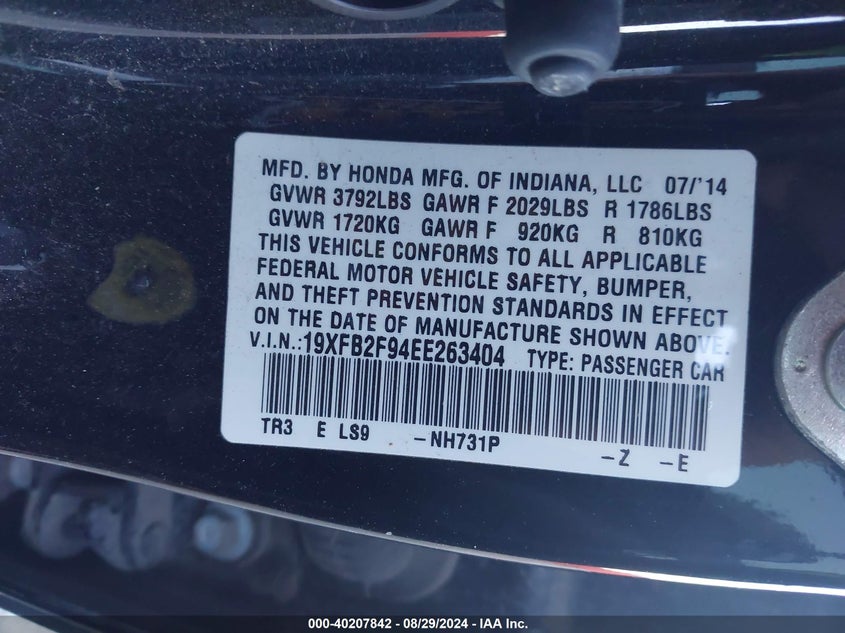 MFD. BY HONDA MFG. OF INDIANA, LLC 07/'14
GVWR 3792LBS GAWR F 2029LBS R 1786LBS
GVWR 1720KG GAWR F 920KG R 810KG
THIS VEHICLE CONFORMS TO ALL APPLICABLE
FEDERAL MOTOR VEHICLE SAFETY, BUMPER,
AND THEFT PREVENTION STANDARDS IN EFFECT
ON THE DATE OF MANUFACTURE SHOWN ABOVE.
V.I.N.:19XFB2F94EE263404 TYPE: PASSENGER CAR
TR3 E LS9 -NH731P -Z -E
000-40207842 - 08/29/2024 - IAA Inc.